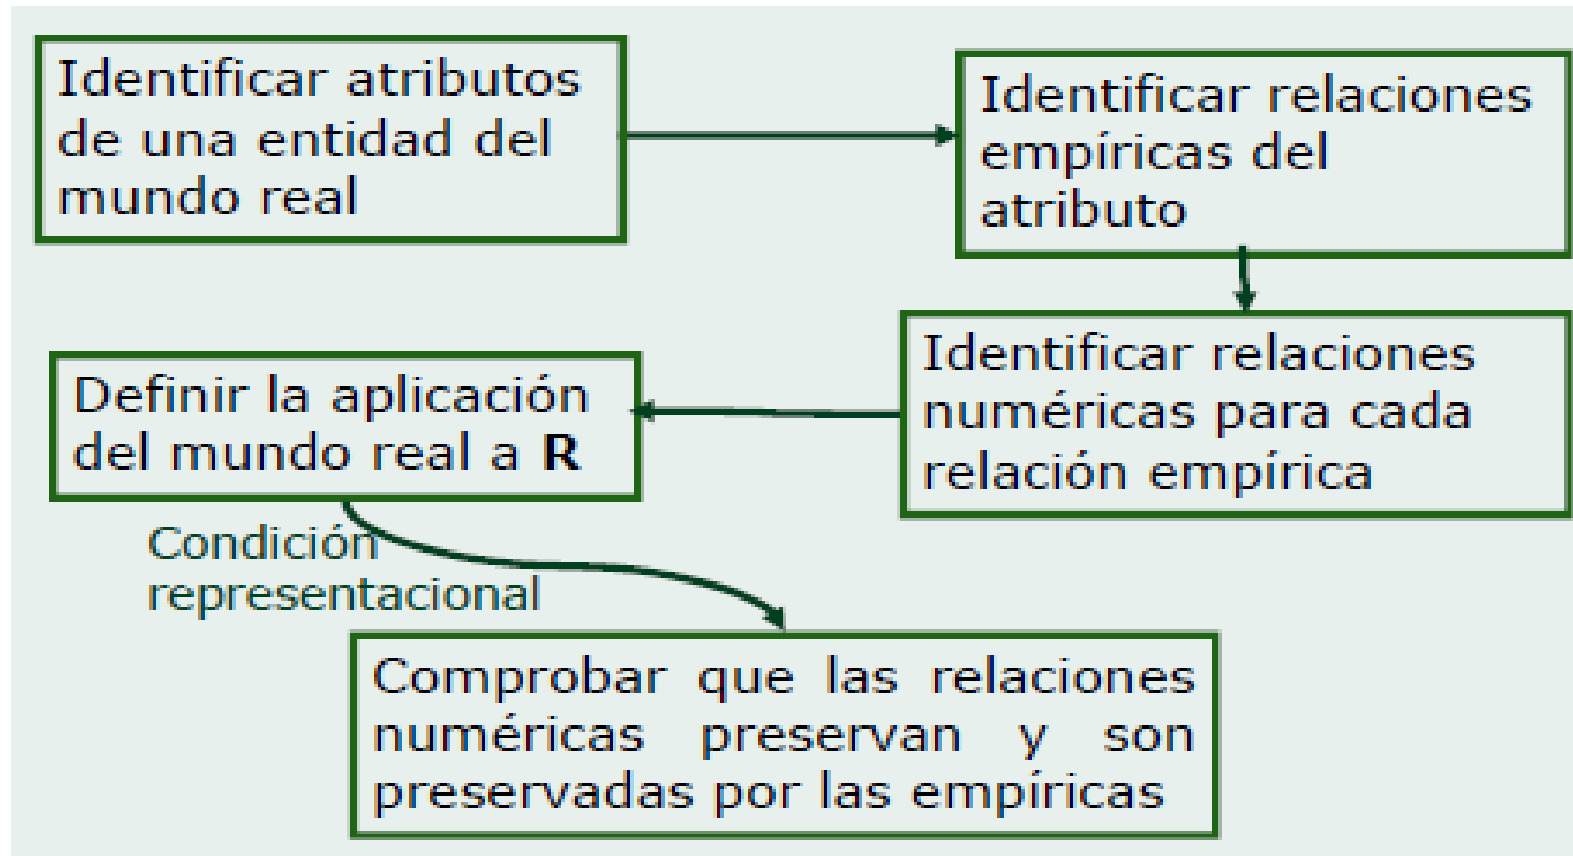 Identificar atributos
de una entidad del
mundo real
Identificar relaciones
empíricas del
atributo
Identificar relaciones
numéricas para cada
relación empírica
Definir la aplicación
del mundo real a R
Condición
representacional
Comprobar que las relaciones
numéricas preservan y son
preservadas por las empíricas